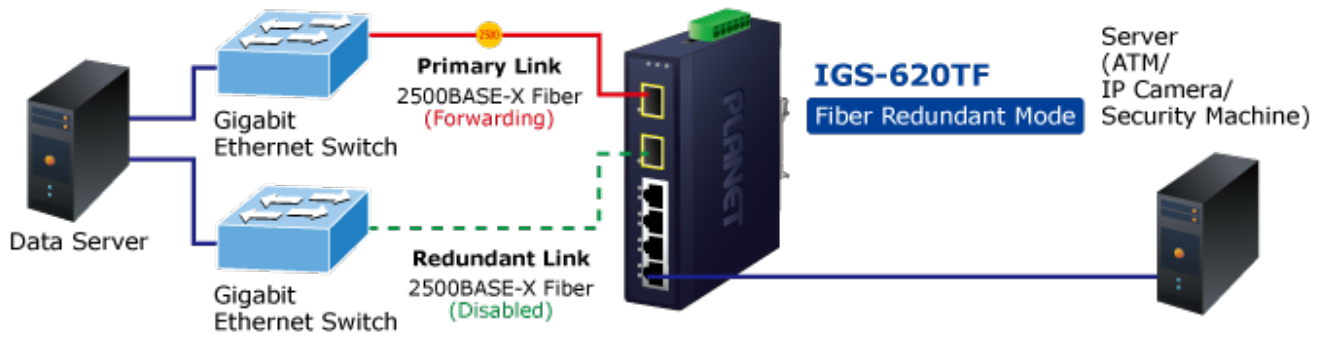 2500
Primary Link
2500BASE-X Fiber
(Forwarding)
Gigabit
Ethernet Switch
Data Server
Gigabit
Ethernet Switch
Redundant Link
2500BASE-X Fiber
(Disabled)
PLANET
IGS-620TF
Fiber Redundant Mode
Server
(ATM/
IP Camera/
Security Machine)